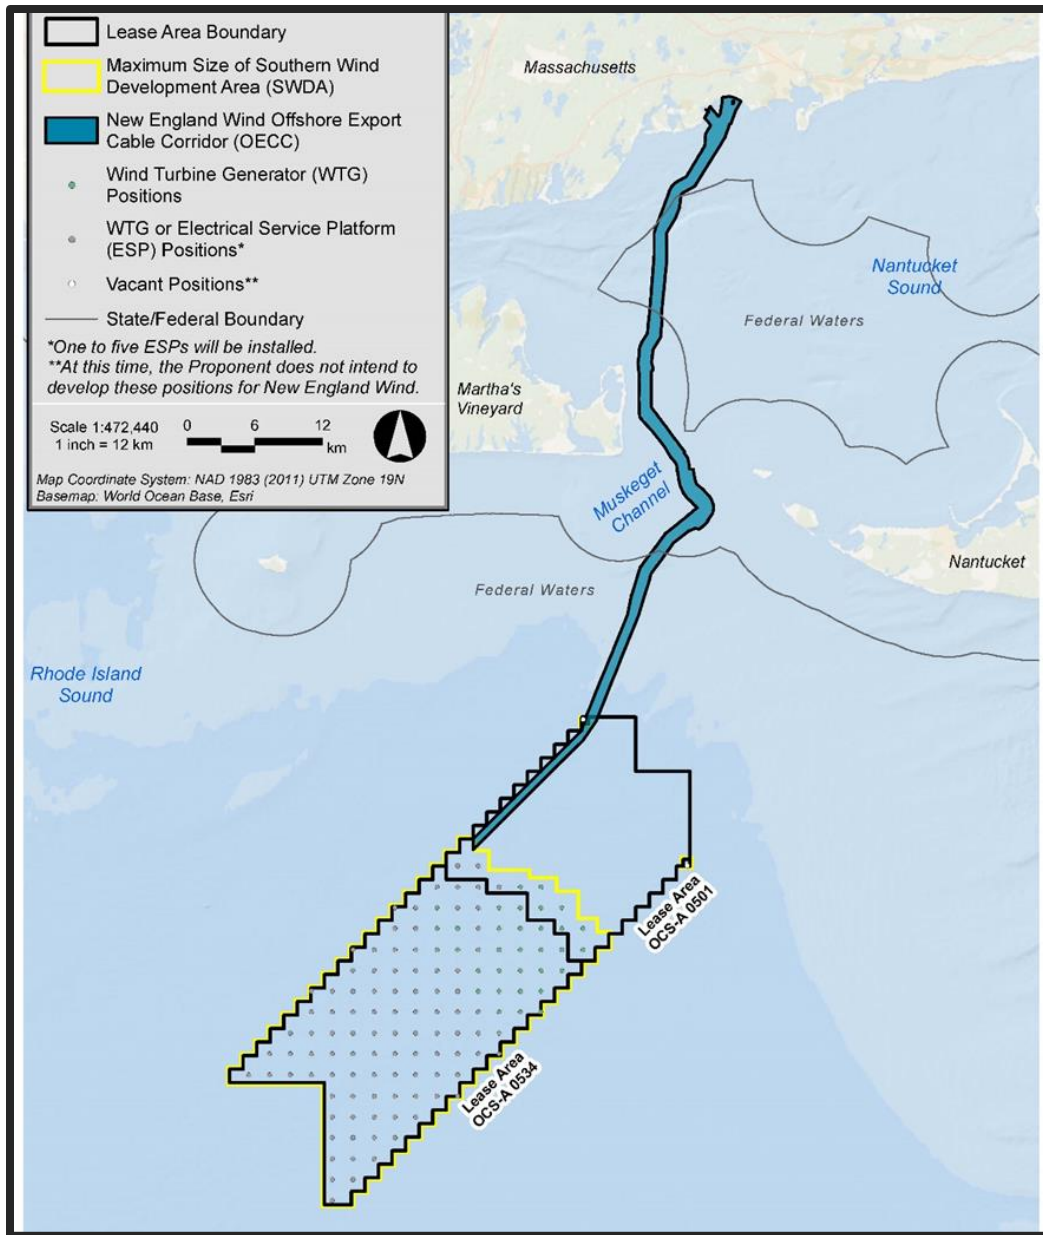 Lease Area Boundary
Maximum Size of Southern Wind
Development Area (SWDA)
New England Wind Offshore Export
Cable Corridor (OECC)
Wind Turbine Generator (WTG)
Positions
WTG or Electrical Service Platform
(ESP) Positions*
Vacant Positions**
State/Federal Boundary
*One to five ESPs will be installed.
**At this time, the Proponent does not intend to
develop these positions for New England Wind.
Scale 1:472,440
1 inch = 12 km
0 6 12
km
Map Coordinate System: NAD 1983 (2011) UTM Zone 19N
Basemap: World Ocean Base, Esri
Massachusetts
Nantucket
Sound
Federal Waters
Martha's
Vineyard
Muskeget
Channel
Nantucket
Federal Waters
Rhode Island
Sound
Lease Area
OCS-A 0501
Lease Area
OCS-A 0534